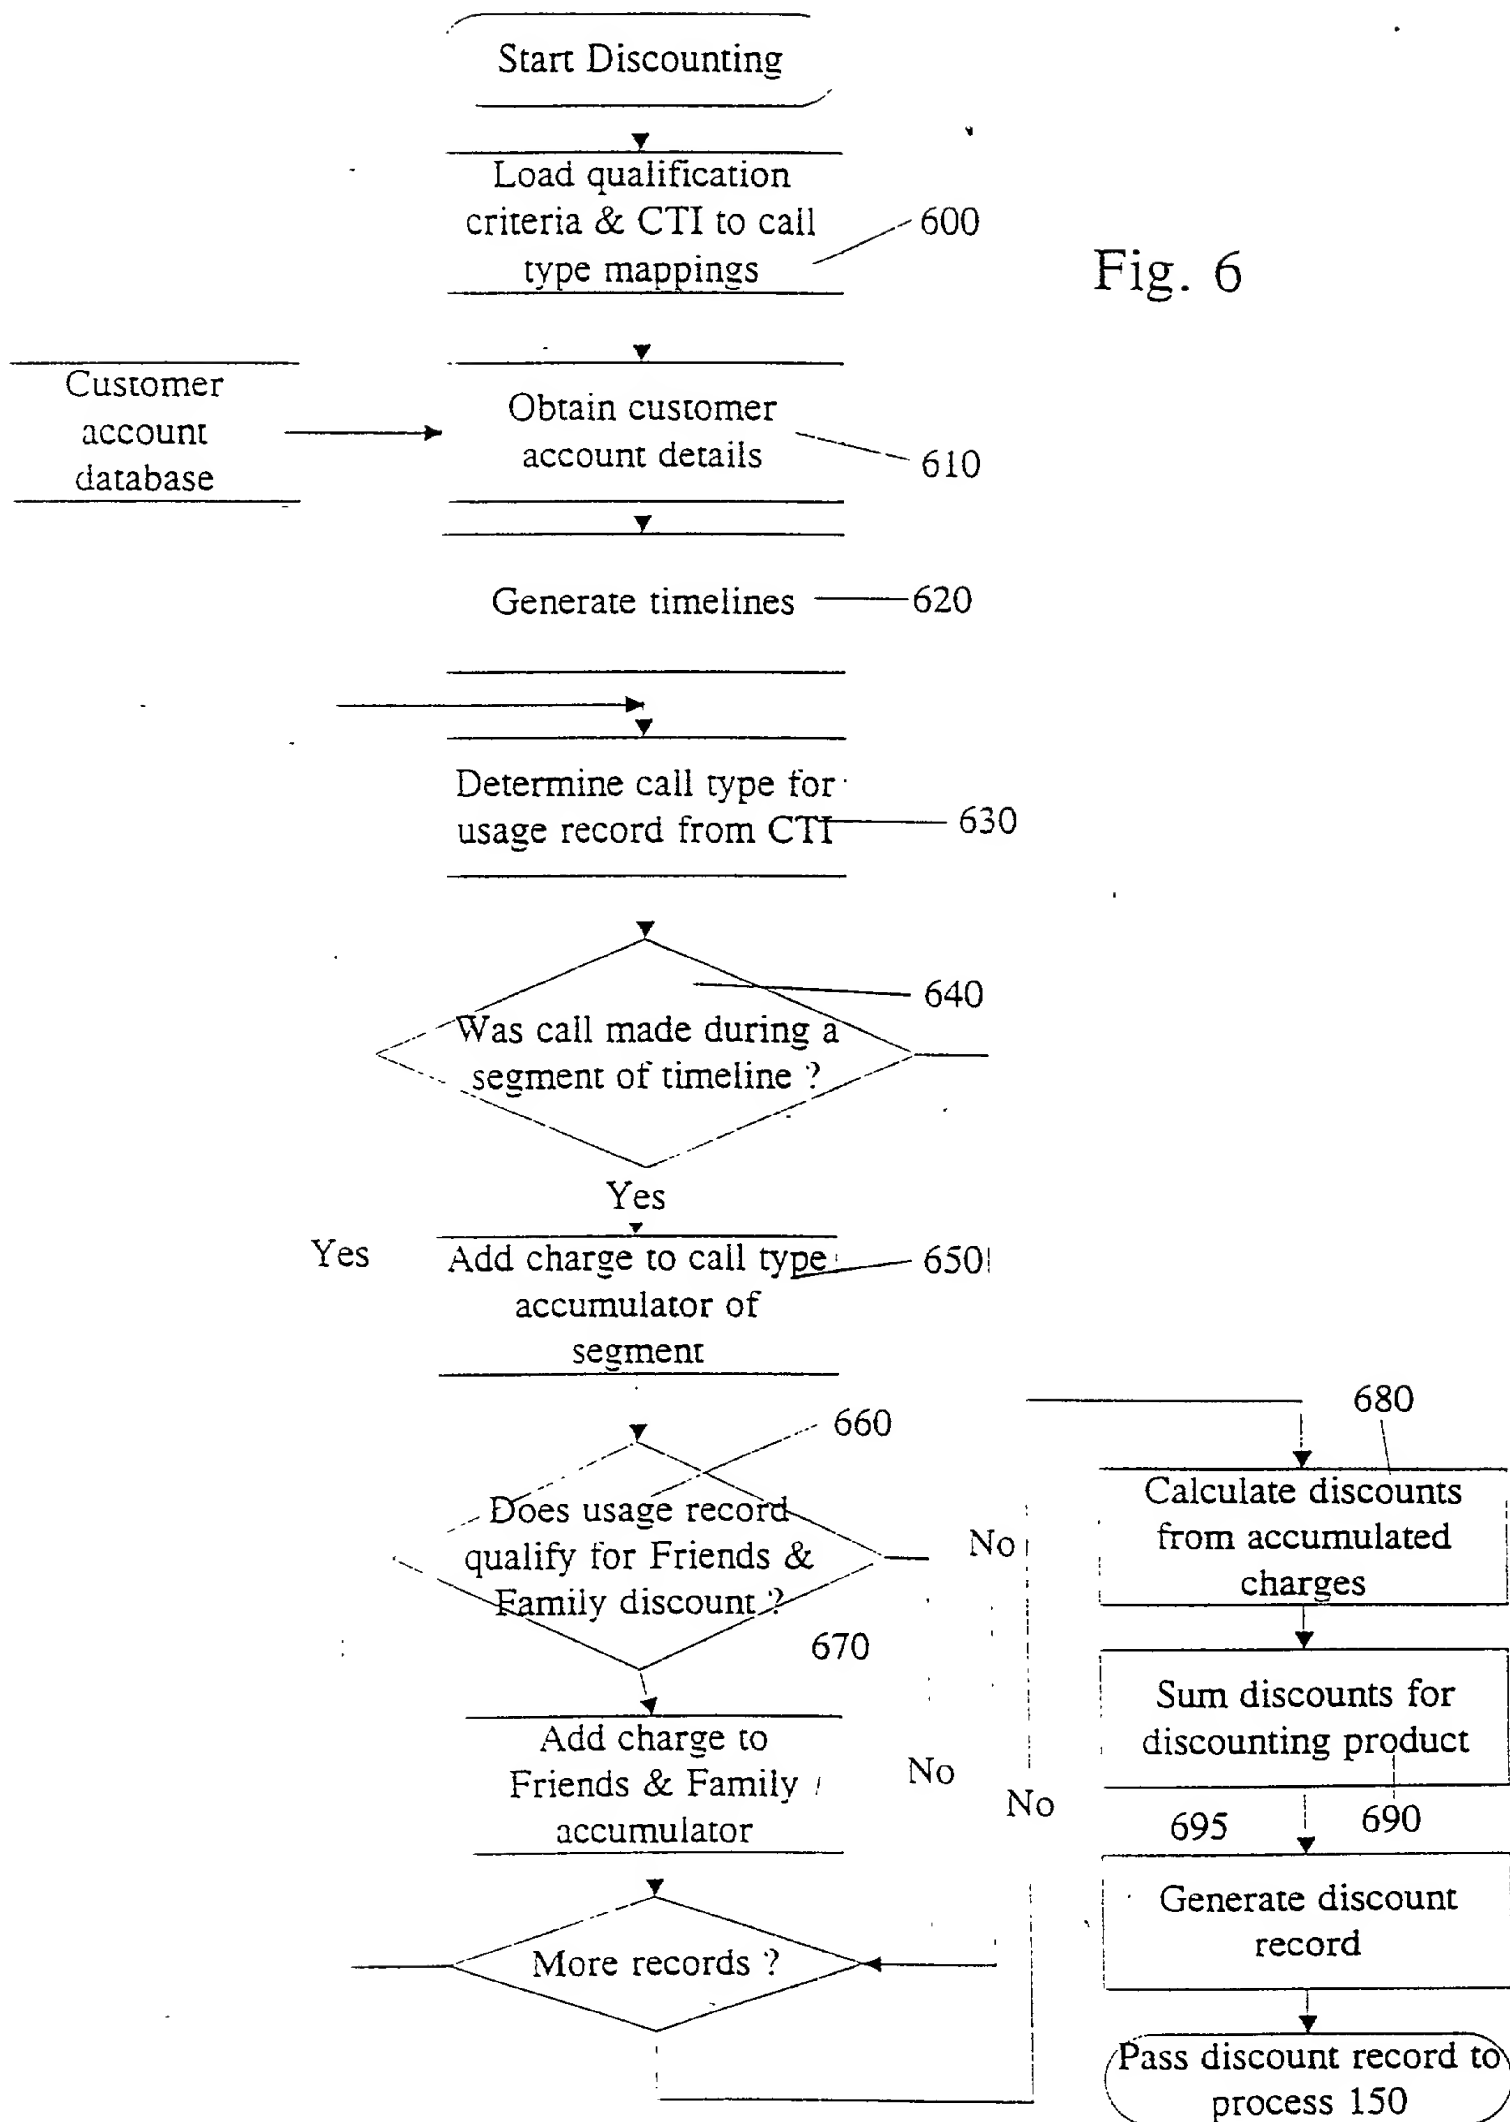 Start Discounting
Load qualification
criteria & CTI to call
type mappings
600
Fig. 6
Customer
account
database
Obtain customer
account details
610
Generate timelines
620
Determine call type for
usage record from CTI
630
640
Was call made during a
segment of timeline ?
Yes
Yes
Add charge to call type
accumulator of
segment
650
660
Does usage record
qualify for Friends &
Family discount ?
No
670
Add charge to
Friends & Family
accumulator
No
No
More records ?
680
Calculate discounts
from accumulated
charges
Sum discounts for
discounting product
690
695
Generate discount
record
Pass discount record to
process 150